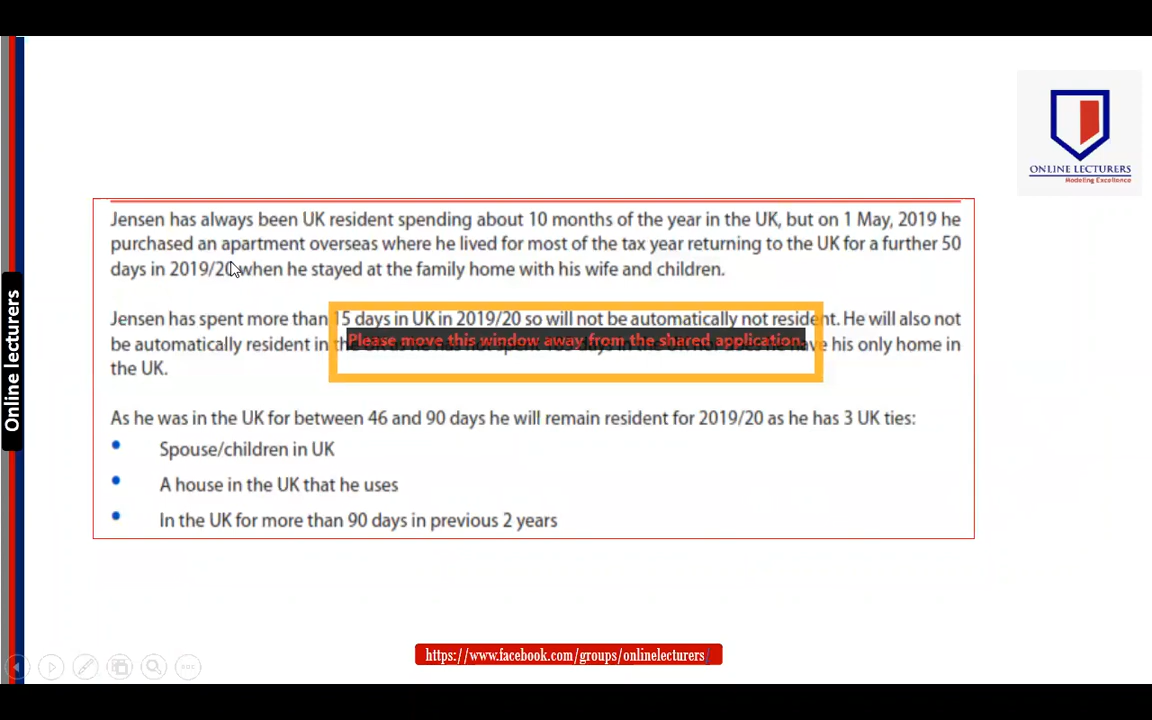 ONLINE LECTURERS
Modeling Excellence
Jensen has always been UK resident spending about 10 months of the year in the UK, but on 1 May, 2019 he
purchased an apartment overseas where he lived for most of the tax year returning to the UK for a further 50
days in 2019/20 when he stayed at the family home with his wife and children.
Jensen has spent more than 15 days in UK in 2019/20 so will not be automatically not resident. He will also not
Please move this window away from the shared application.
be automatically resident in the have his only home in
the UK.
As he was in the UK for between 46 and 90 days he will remain resident for 2019/20 as he has 3 UK ties:
• Spouse/children in UK
• A house in the UK that he uses
• In the UK for more than 90 days in previous 2 years
Online lecturers
https://www.facebook.com/groups/onlinelecturers/